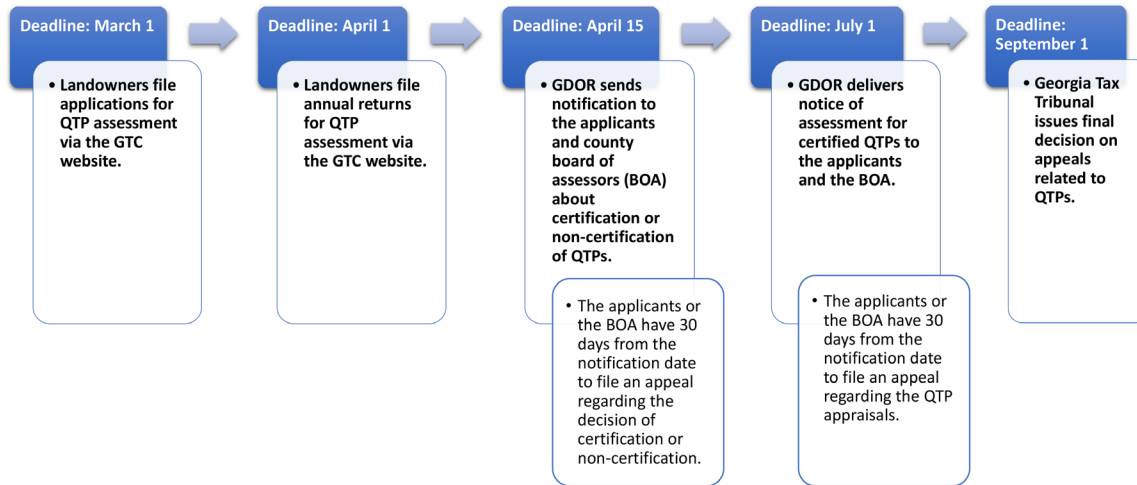 Deadline: March 1
• Landowners file
applications for
QTP assessment
via the GTC
website.
Deadline: April 1
• Landowners file
annual returns
for QTP
assessment via
the GTC website.
Deadline: April 15
• GDOR sends
notification to
the applicants
and county
board of
assessors (BOA)
about
certification or
non-certification
of QTPs.
• The applicants or
the BOA have 30
days from the
notification date
to file an appeal
regarding the
decision of
certification or
non-certification.
Deadline: July 1
• GDOR delivers
notice of
assessment for
certified QTPs to
the applicants
and the BOA.
• The applicants or
the BOA have 30
days from the
notification date
to file an appeal
regarding the QTP
appraisals.
Deadline:
September 1
• Georgia Tax
Tribunal
issues final
decision on
appeals
related to
QTPs.